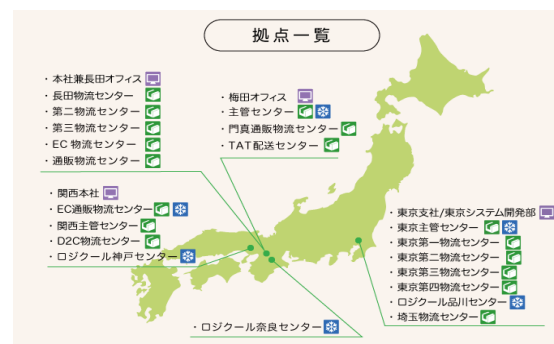 拠点一覧
・本社兼長田オフィス
・長田物流センター
・第二物流センター
・第三物流センター
・EC 物流センター
・通販物流センター
・梅田オフィス
・主管センター
・門真通販物流センター
・TAT配送センター
・関西本社
・EC通販物流センター
・関西主管センター
・D2C物流センター
・ロジクール神戸センター
・東京支社/東京システム開発部
・東京主管センター
・東京第一物流センター
・東京第二物流センター
・東京第三物流センター
・東京第四物流センター
・ロジクール品川センター
・埼玉物流センター
・ロジクール奈良センター